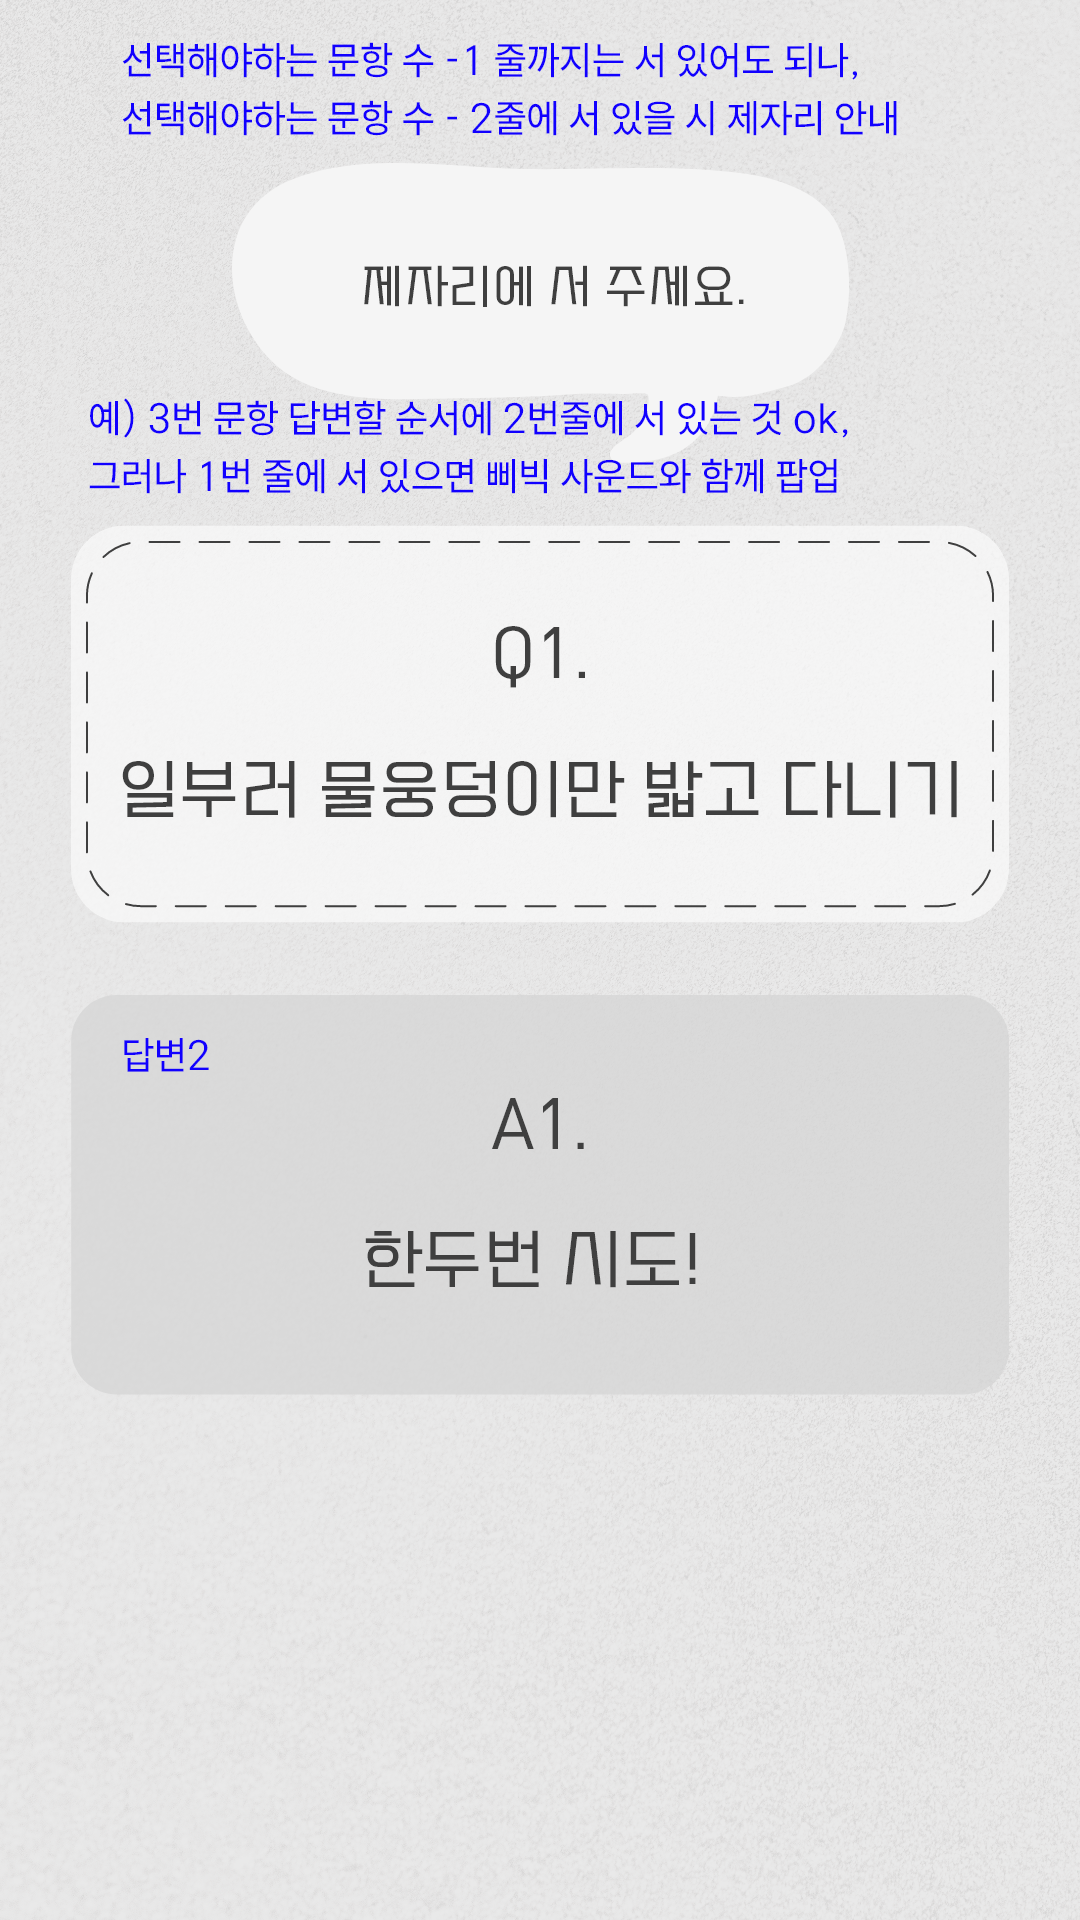 선택해야하는 문항 수 -1 줄까지는 서 있어도 되나,
선택해야하는 문항 수 - 2줄에 서 있을 시 제자리 안내
제자리에 서 주세요.
예) 3번 문항 답변할 순서에 2번줄에 서 있는 것 ok,
그러나 1번 줄에 서 있으면 삐빅 사운드와 함께 팝업
Q1.
일부러 물웅덩이만 밟고 다니기
답변2
A1.
한두번 시도!